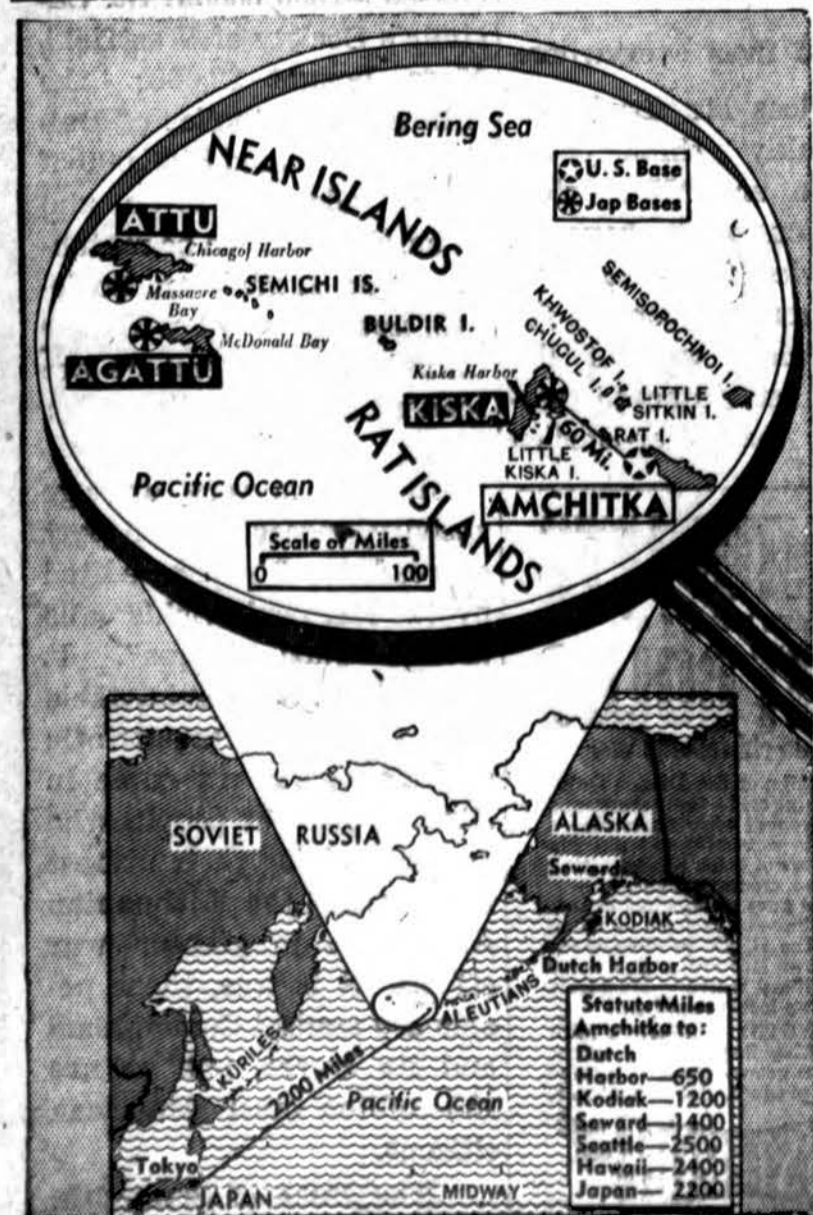 Bering Sea
NEAR ISLANDS
U. S. Base
Jap Bases
ATTU
Chicagof Harbor
Massacre
Bay
SEMICHI IS.
McDonald Bay
AGATTU
BULDIR I.
SEMISOPOCHNOI I.
KHWOSTOF I.
CHUGUL I.
Kiska Harbor
KISKA
LITTLE
SITKIN I.
RAT I.
60 Mi.
LITTLE
KISKA I.
RAT ISLANDS
AMCHITKA
Pacific Ocean
Scale of Miles
0 100
SOVIET RUSSIA
ALASKA
Seward
KODIAK
Dutch Harbor
ALEUTIANS
KURILES
2200 Miles
Pacific Ocean
Tokyo
JAPAN
MIDWAY
Statute Miles
Amchitka to:
Dutch
Harbor—650
Kodiak—1200
Seward—1400
Seattle—2500
Hawaii—2400
Japan—2200